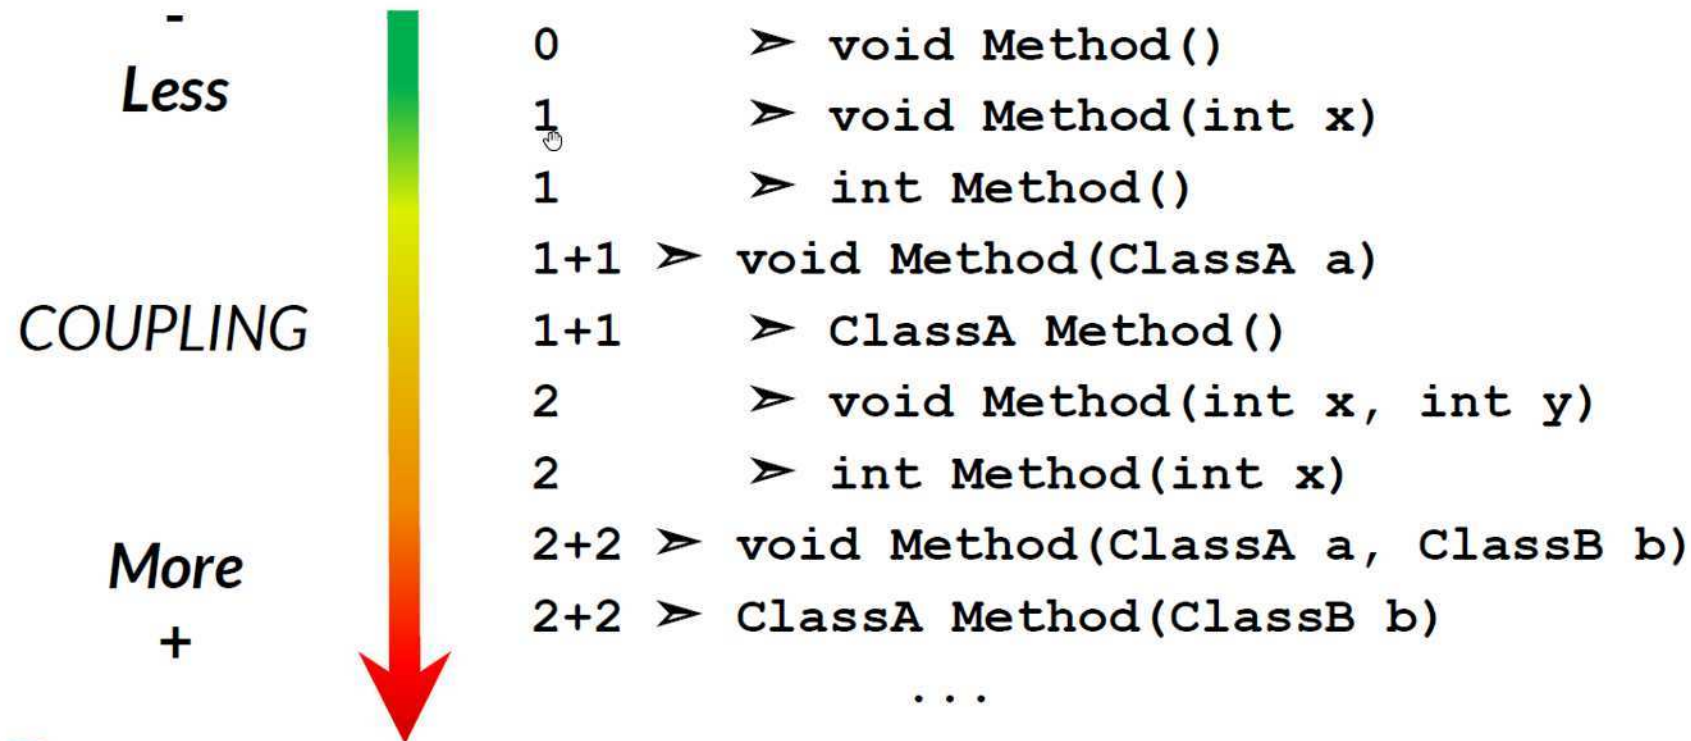 -
Less
COUPLING
More
+
0 ➢ void Method()
1 ➢ void Method(int x)
1 ➢ int Method()
1+1 ➢ void Method(ClassA a)
1+1 ➢ ClassA Method()
2 ➢ void Method(int x, int y)
2 ➢ int Method(int x)
2+2 ➢ void Method(ClassA a, ClassB b)
2+2 ➢ ClassA Method(ClassB b)
...